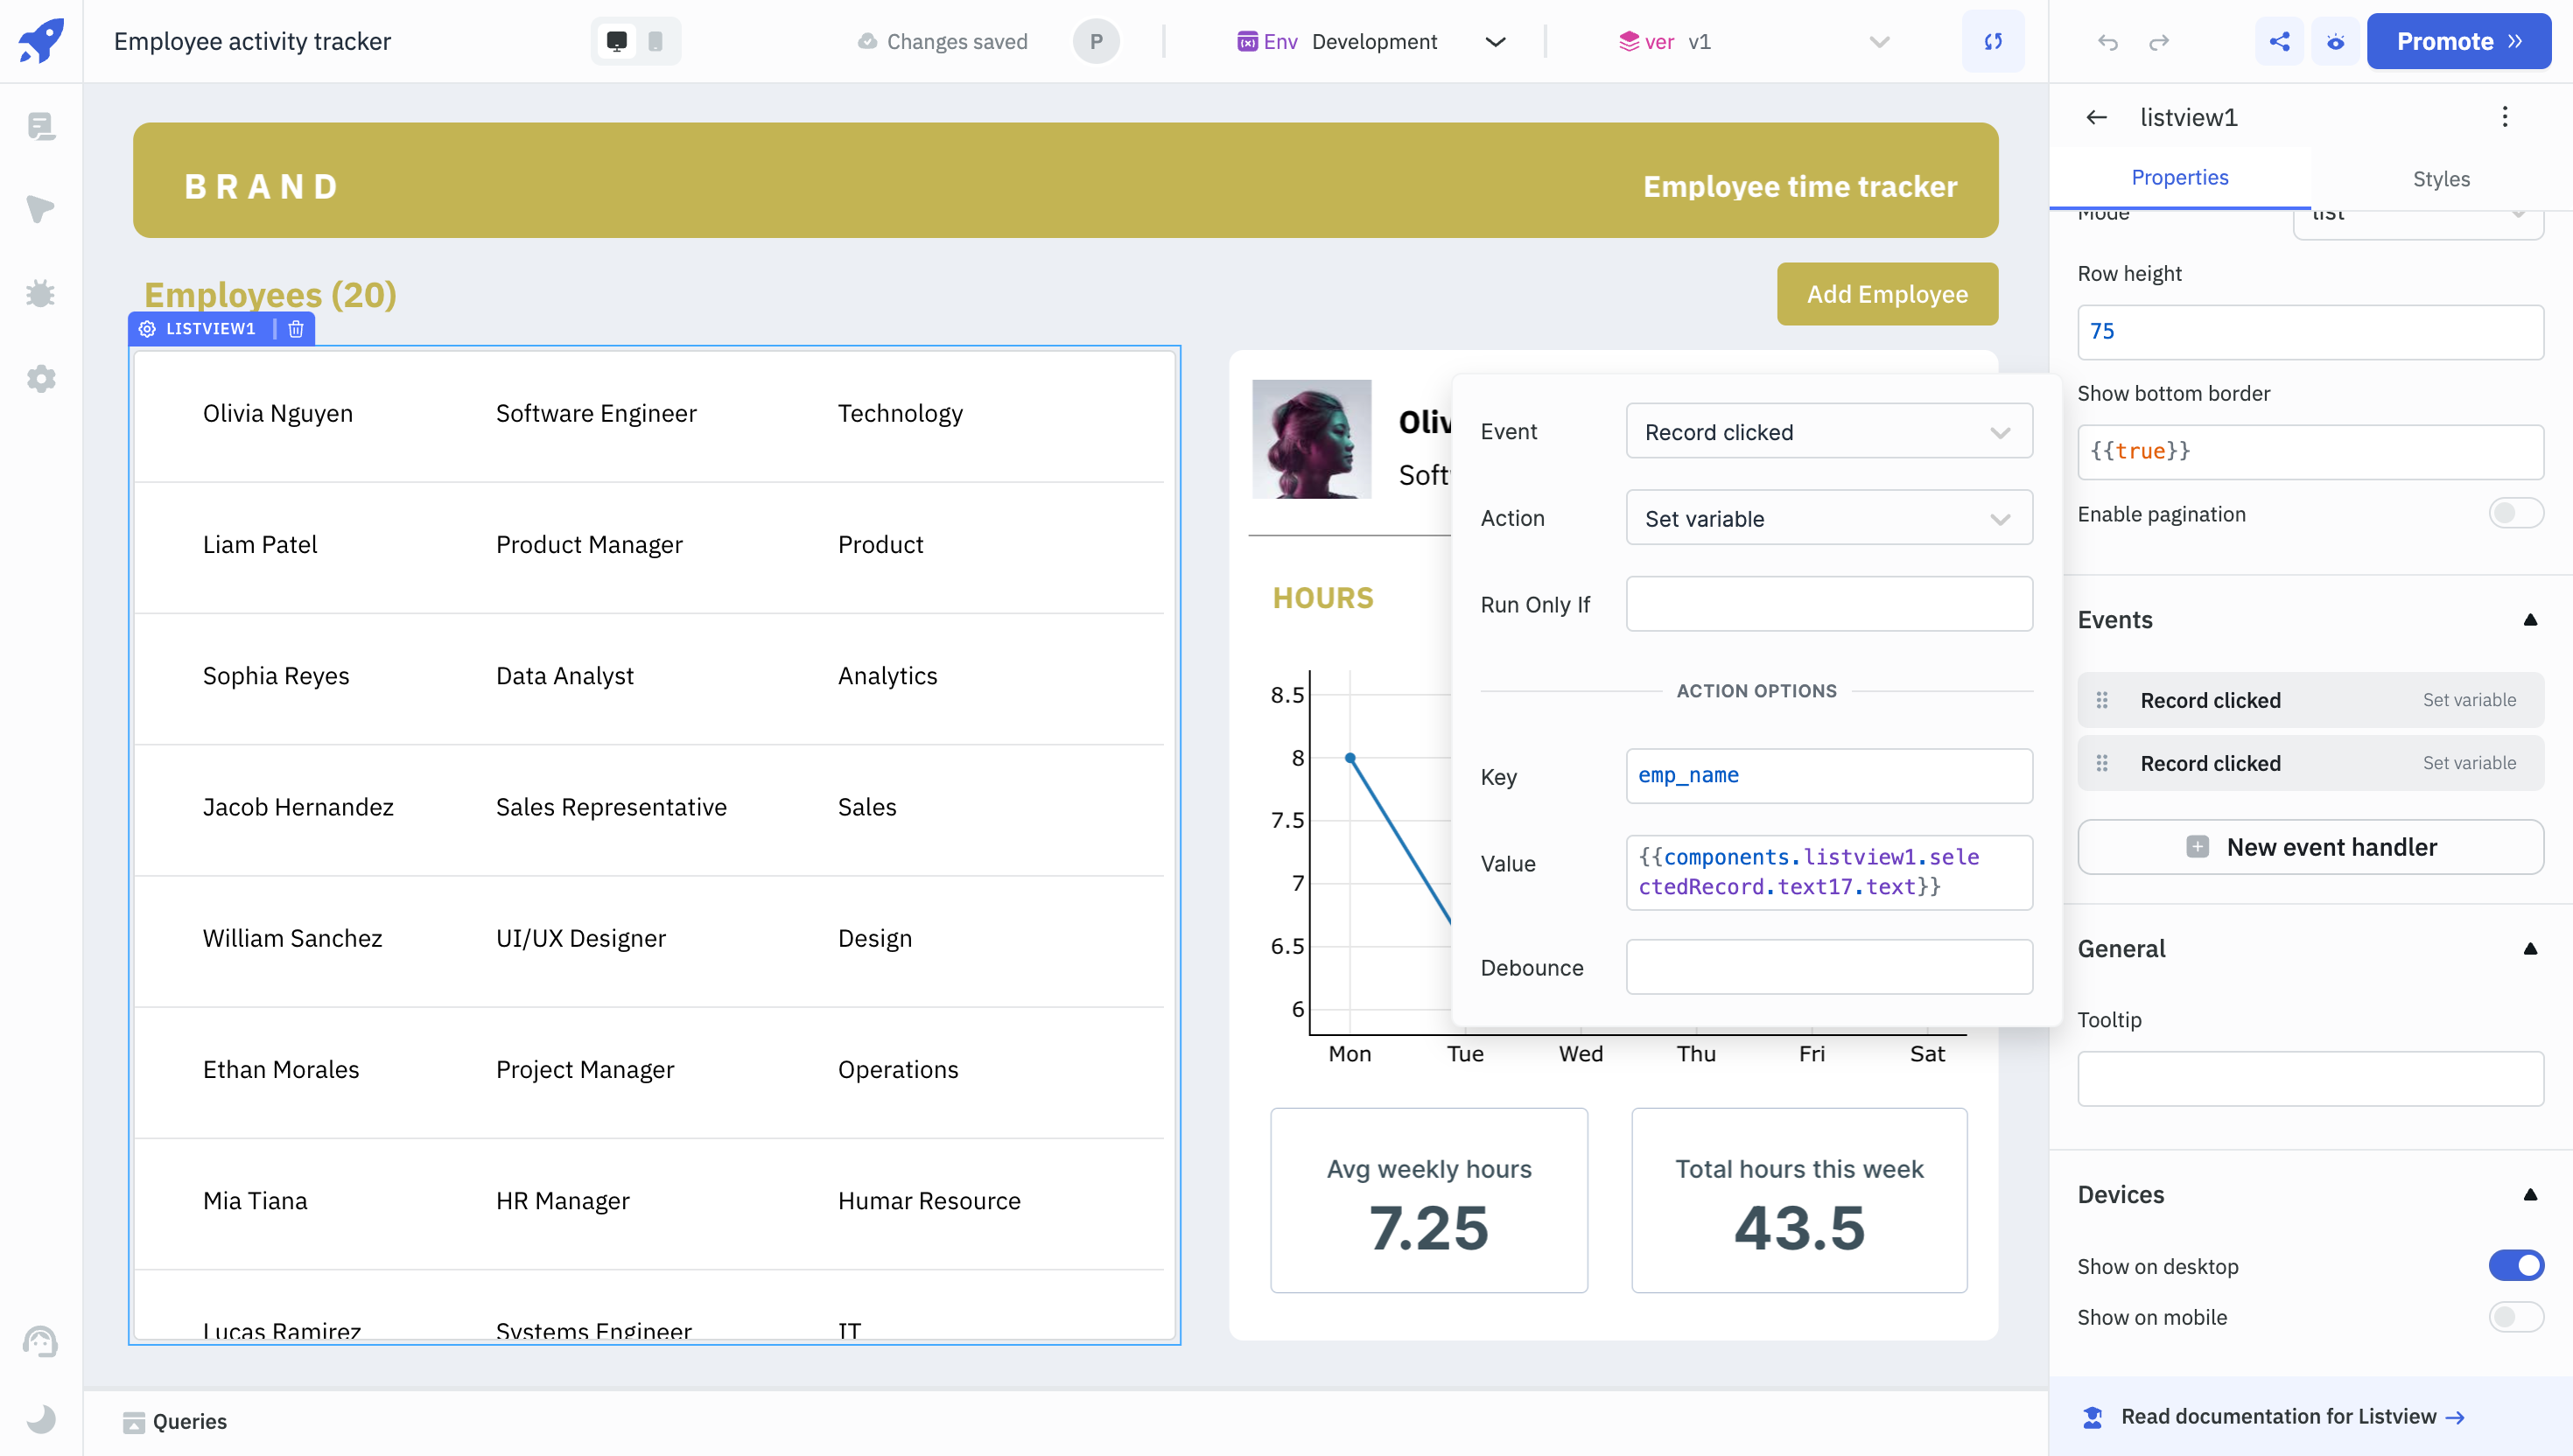 Employee activity tracker
Changes saved
P
Env
Development
ver v1
Promote
BRAND
Employee time tracker
Employees (20)
Add Employee
LISTVIEW1
Olivia Nguyen Software Engineer Technology
Liam Patel Product Manager Product
Sophia Reyes Data Analyst Analytics
Jacob Hernandez Sales Representative Sales
William Sanchez UI/UX Designer Design
Ethan Morales Project Manager Operations
Mia Tiana HR Manager Humar Resource
Lucas Ramirez Systems Engineer IT
Oliv
Soft
HOURS
8.5
8
7.5
7
6.5
6
Mon Tue Wed Thu Fri Sat
Avg weekly hours
7.25
Total hours this week
43.5
Event Record clicked
Action Set variable
Run Only If
ACTION OPTIONS
Key emp_name
Value {{components.listview1.sele
ctedRecord.text17.text}}
Debounce
listview1
Properties
Styles
Mode list
Row height
75
Show bottom border
{{true}}
Enable pagination
Events
Record clicked Set variable
Record clicked Set variable
New event handler
General
Tooltip
Devices
Show on desktop
Show on mobile
Read documentation for Listview
Queries